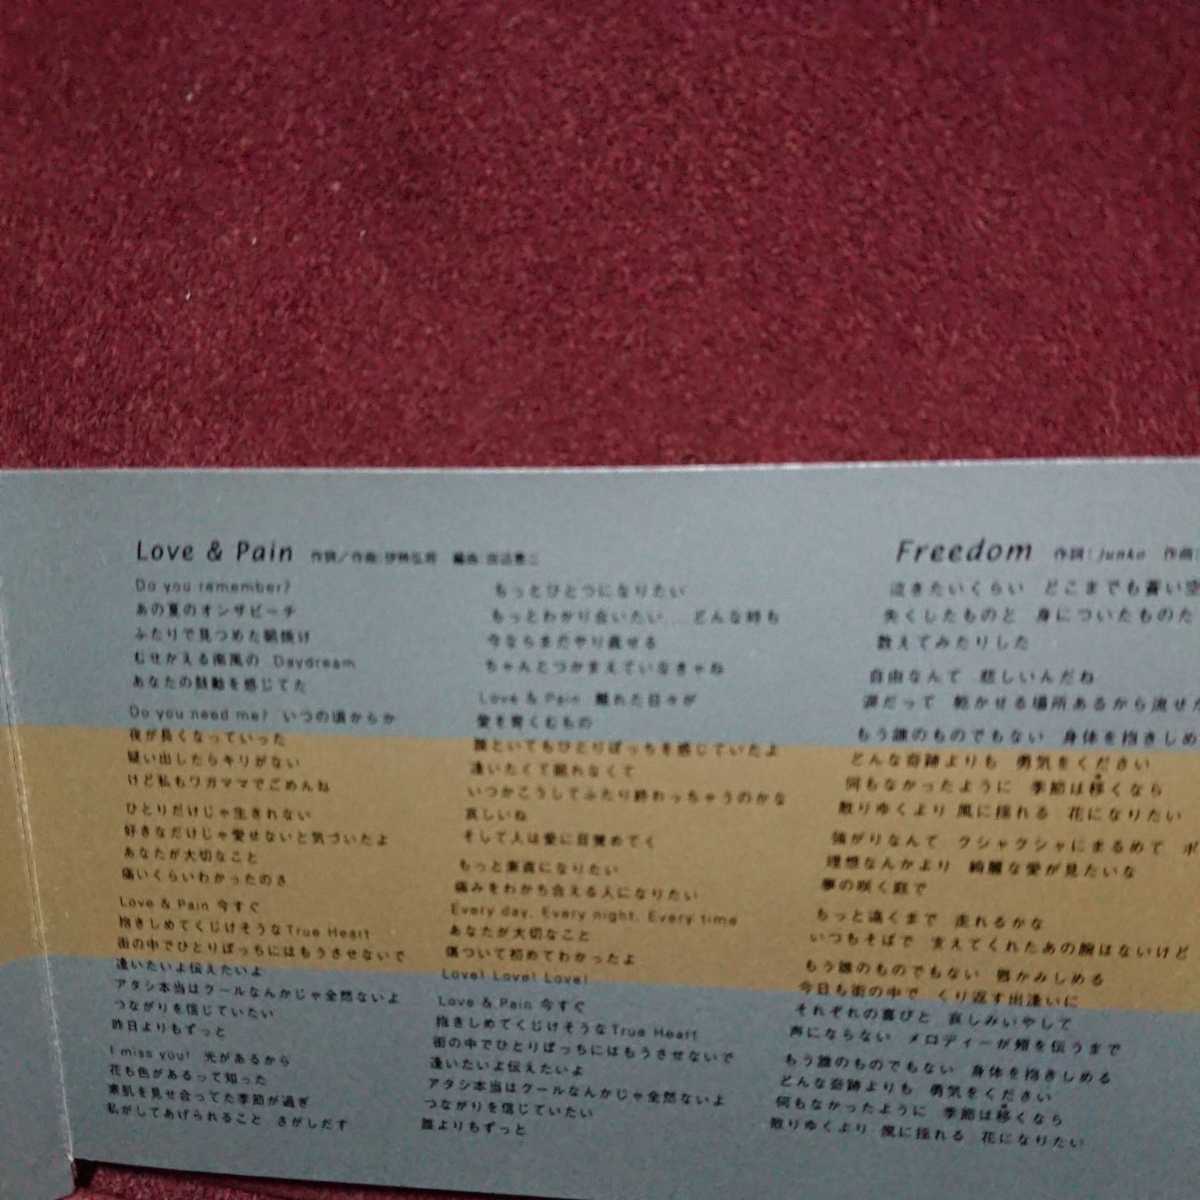 Love & Pain 作詞／作曲:伊秩弘将 編曲:
Do you remember?
あの夏のオンザビーチ
ふたりで見つめた朝焼け
むせかえる南風の Daydream
あなたの鼓動を感じてた
Do you need me? いつの頃からか
夜が長くなっていった
疑い出したらキリがない
けど私もワガママでごめんね
ひとりだけじゃ生きれない
好きなだけじゃ愛せないと気づいたよ
あなたが大切なこと
痛いくらいわかったのさ
Love & Pain 今すぐ
抱きしめてくじけそうなTrue Heart
街の中でひとりぼっちにはもうさせないで
逢いたいよ伝えたいよ
アタシ本当はクールなんかじゃ全然ないよ
つながりを信じていたい
昨日よりもずっと
I miss you! 光があるから
花も色があるって知った
素肌を見せ合ってた季節が過ぎ
私がしてあげられること さがしだす
もっとひとつになりたい
もっとわかり合いたい…どんな時も
今ならまだやり直せる
ちゃんとつかまえていなきゃね
Love & Pain 離れた日々が
愛を育くむもの
誰といてもひとりぼっちを感じていたよ
逢いたくて眠れなくて
いつかこうしてふたり終わっちゃうのかな
哀しいね
そして人は愛に目覚めてく
もっと素直になりたい
痛みをわかち合える人になりたい
Every day, Every night, Every time
あなたが大切なこと
傷ついて初めてわかったよ
Love! Love! Love!
Love & Pain 今すぐ
抱きしめてくじけそうなTrue Heart
街の中でひとりぼっちにはもうさせないで
逢いたいよ伝えたいよ
アタシ本当はクールなんかじゃ全然ないよ
つながりを信じていたい
誰よりもずっと
Freedom 作詞:Junko 作曲:
泣きたいくらい どこまでも蒼い空
失くしたものと 身についたものた
数えてみたりした
自由なんて 悲しいんだね
涙だって 乾かせる場所あるから流せた
もう誰のものでもない 身体を抱きしめ
どんな奇跡よりも 勇気をください
何もなかったように 季節は移くなら
散りゆくより 風に揺れる 花になりたい
強がりなんて クシャクシャにまるめて ポ
理想なんかより 綺麗な愛が見たいな
夢の咲く庭で
もっと遠くまで 走れるかな
いつもそばで 支えてくれたあの腕はないけど
もう誰のものでもない 噛かみしめる
今日も街の中で くり返す出逢いに
それぞれの喜びと 哀しみいやして
声にならない メロディーが頬を伝うまで
もう誰のものでもない 身体を抱きしめる
どんな奇跡よりも 勇気をください
何もなかったように 季節は移くなら
散りゆくより 風に揺れる 花になりたい